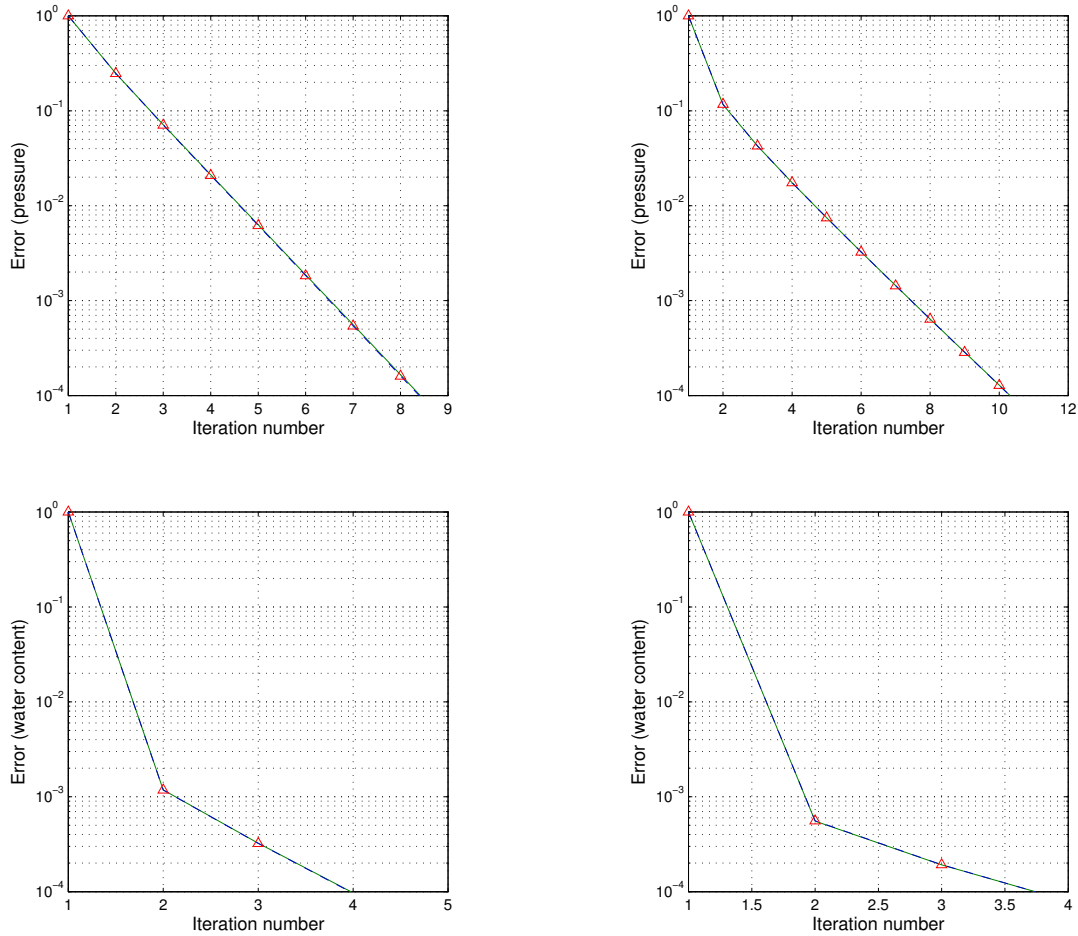 10^0
10^-1
10^-2
10^-3
10^-4
Error (pressure)
1 2 3 4 5 6 7 8 9
Iteration number
10^0
10^-1
10^-2
10^-3
10^-4
Error (pressure)
2 4 6 8 10 12
Iteration number
10^0
10^-1
10^-2
10^-3
10^-4
Error (water content)
1 2 3 4 5
Iteration number
10^0
10^-1
10^-2
10^-3
10^-4
Error (water content)
1 1.5 2 2.5 3 3.5 4
Iteration number